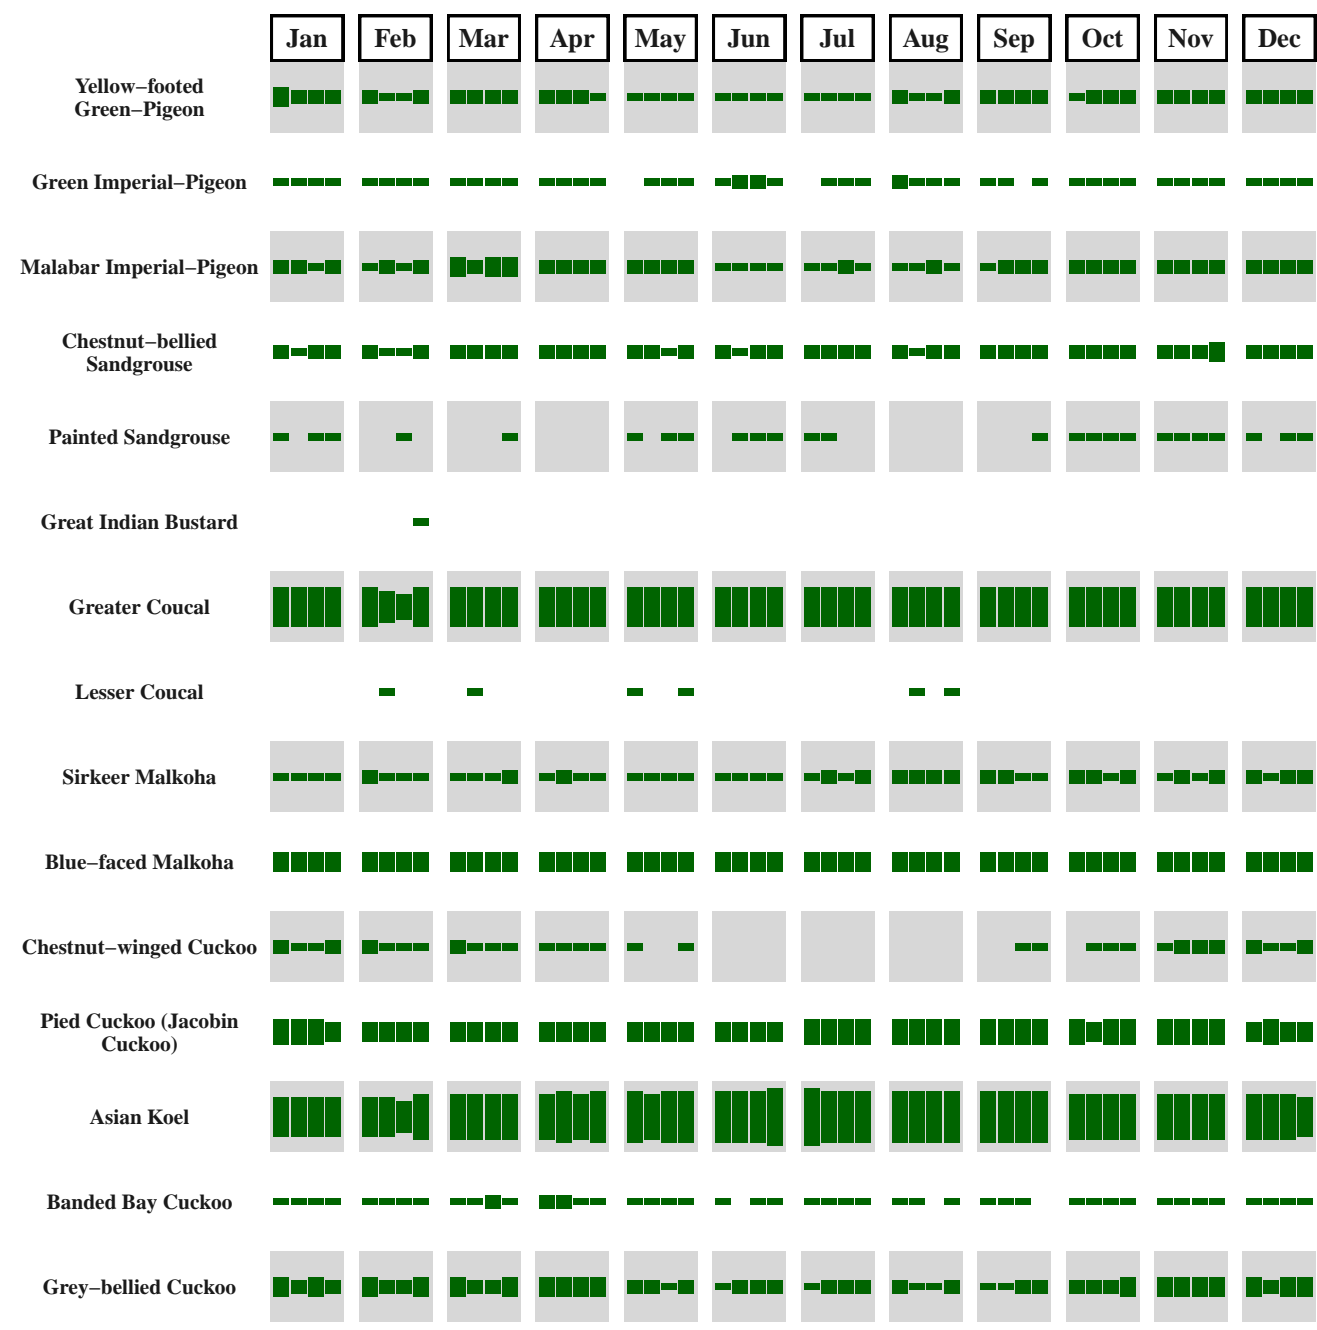 Jan Feb Mar Apr May Jun Jul Aug Sep Oct Nov Dec
Yellow–footed
Green–Pigeon
Green Imperial–Pigeon
Malabar Imperial–Pigeon
Chestnut–bellied
Sandgrouse
Painted Sandgrouse
Great Indian Bustard
Greater Coucal
Lesser Coucal
Sirkeer Malkoha
Blue–faced Malkoha
Chestnut–winged Cuckoo
Pied Cuckoo (Jacobin
Cuckoo)
Asian Koel
Banded Bay Cuckoo
Grey–bellied Cuckoo